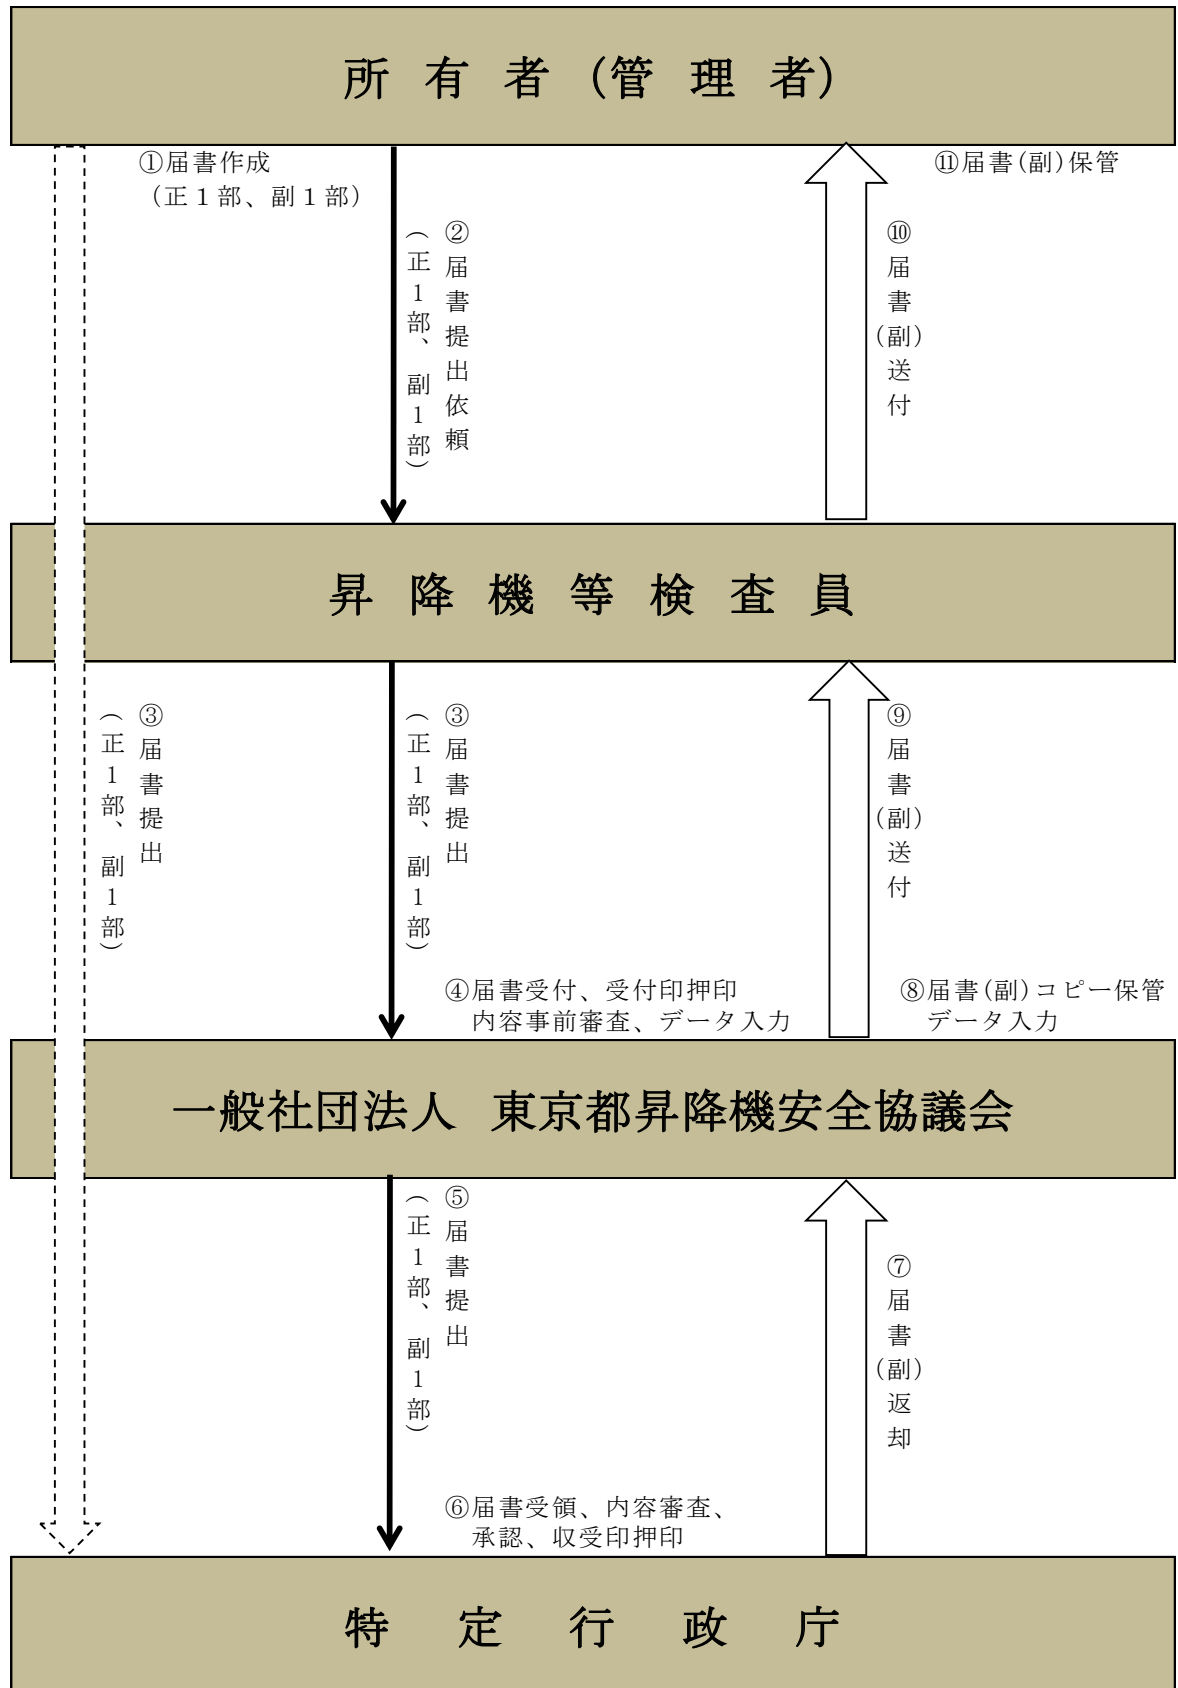 所有者（管理者）
①届書作成
（正１部、副１部）
②届書提出依頼
（正１部、副１部）
⑩届書(副)送付
⑪届書(副)保管
昇降機等検査員
③届書提出
（正１部、副１部）
③届書提出
（正１部、副１部）
④届書受付、受付印押印
内容事前審査、データ入力
⑨届書(副)送付
⑧届書(副)コピー保管
データ入力
一般社団法人　東京都昇降機安全協議会
⑤届書提出
（正１部、副１部）
⑥届書受領、内容審査、
承認、収受印押印
⑦届書(副)返却
特定行政庁